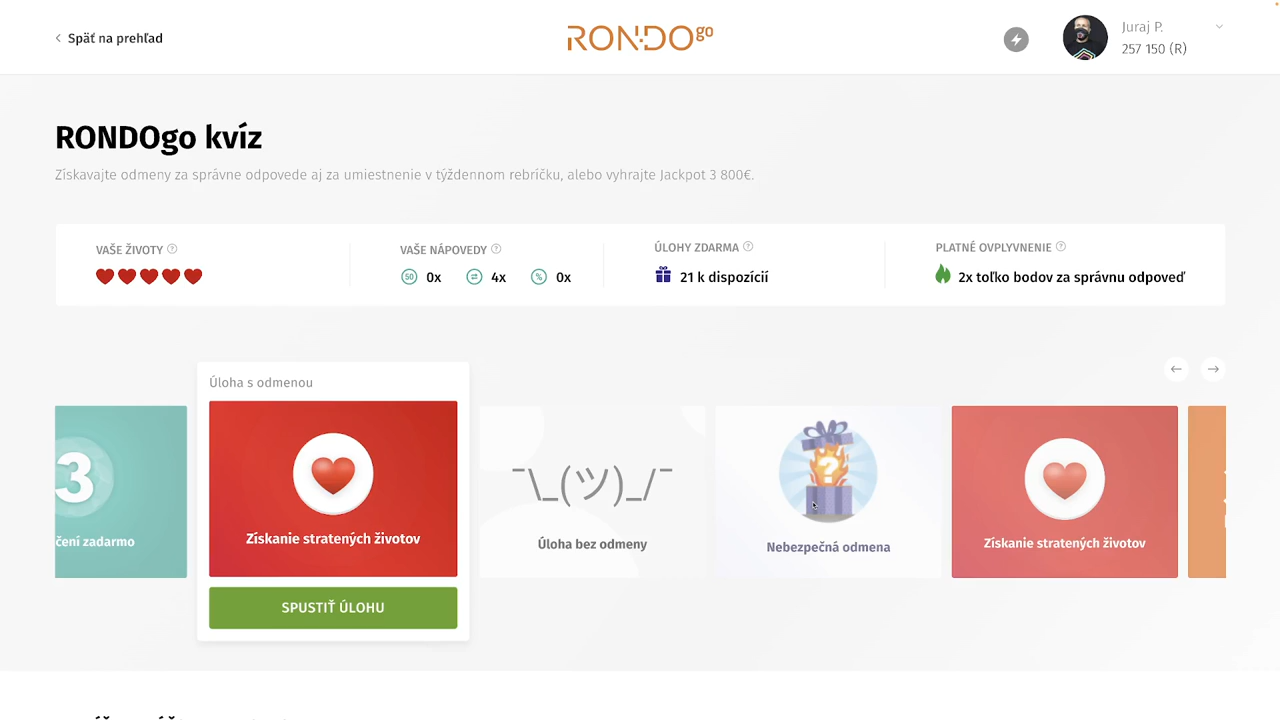 Späť na prehľad
RONDOgo
Juraj P.
257 150 (R)
RONDOgo kvíz
Získavajte odmeny za správne odpovede aj za umiestnenie v týždennom rebríčku, alebo vyhrajte Jackpot 3 800€.
VAŠE ŽIVOTY ?
VAŠE NÁPOVEDY ?
50 0x 4x % 0x
ÚLOHY ZDARMA ?
21 k dispozícií
PLATNÉ OVPLYVNENIE ?
2x toľko bodov za správnu odpoveď
3
čení zadarmo
Úloha s odmenou
Získanie stratených životov
SPUSTIŤ ÚLOHU
¯\_(ツ)_/¯
Úloha bez odmeny
?
Nebezpečná odmena
Získanie stratených životov